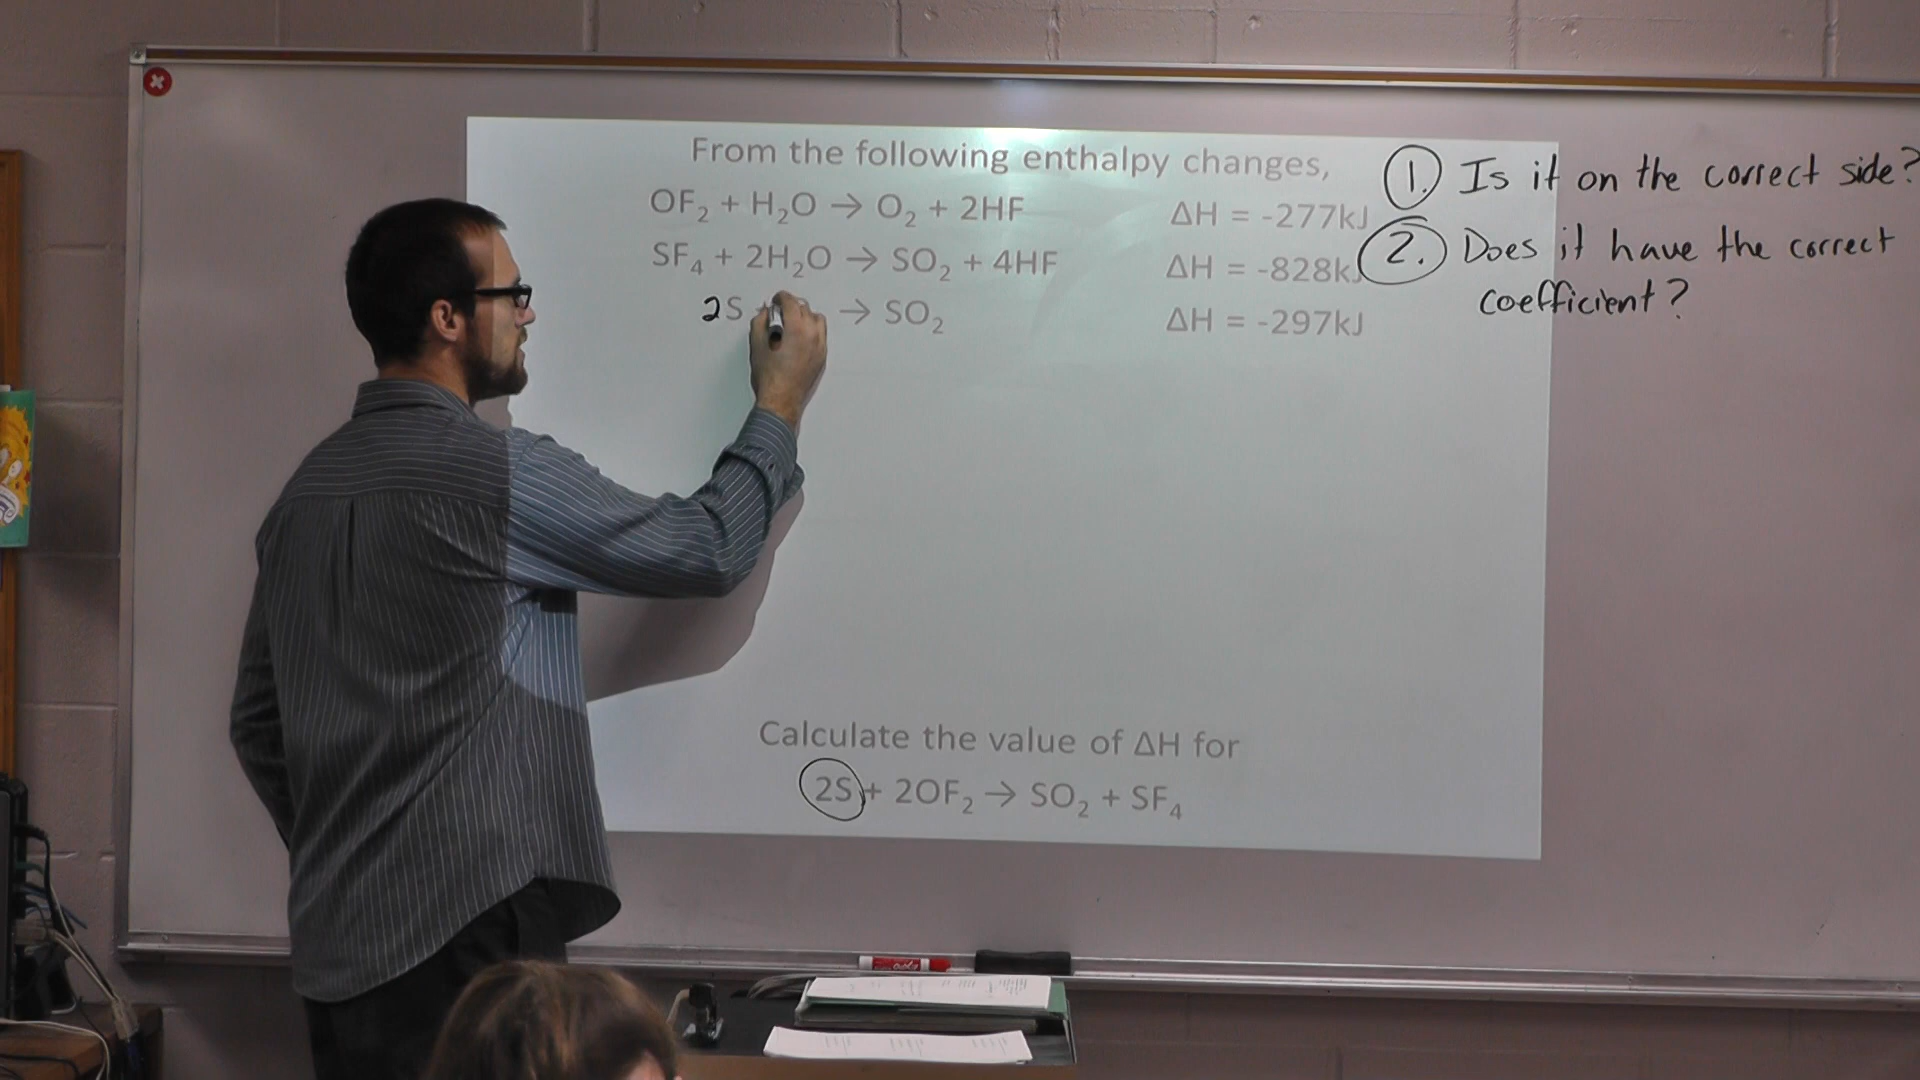 From the following enthalpy changes,
OF₂ + H₂O → O₂ + 2HF ΔH = -277kJ
SF₄ + 2H₂O → SO₂ + 4HF ΔH = -828kJ
2S → SO₂ ΔH = -297kJ
1. Is it on the correct side?
2. Does it have the correct
coefficient?
Calculate the value of ΔH for
2S + 2OF₂ → SO₂ + SF₄